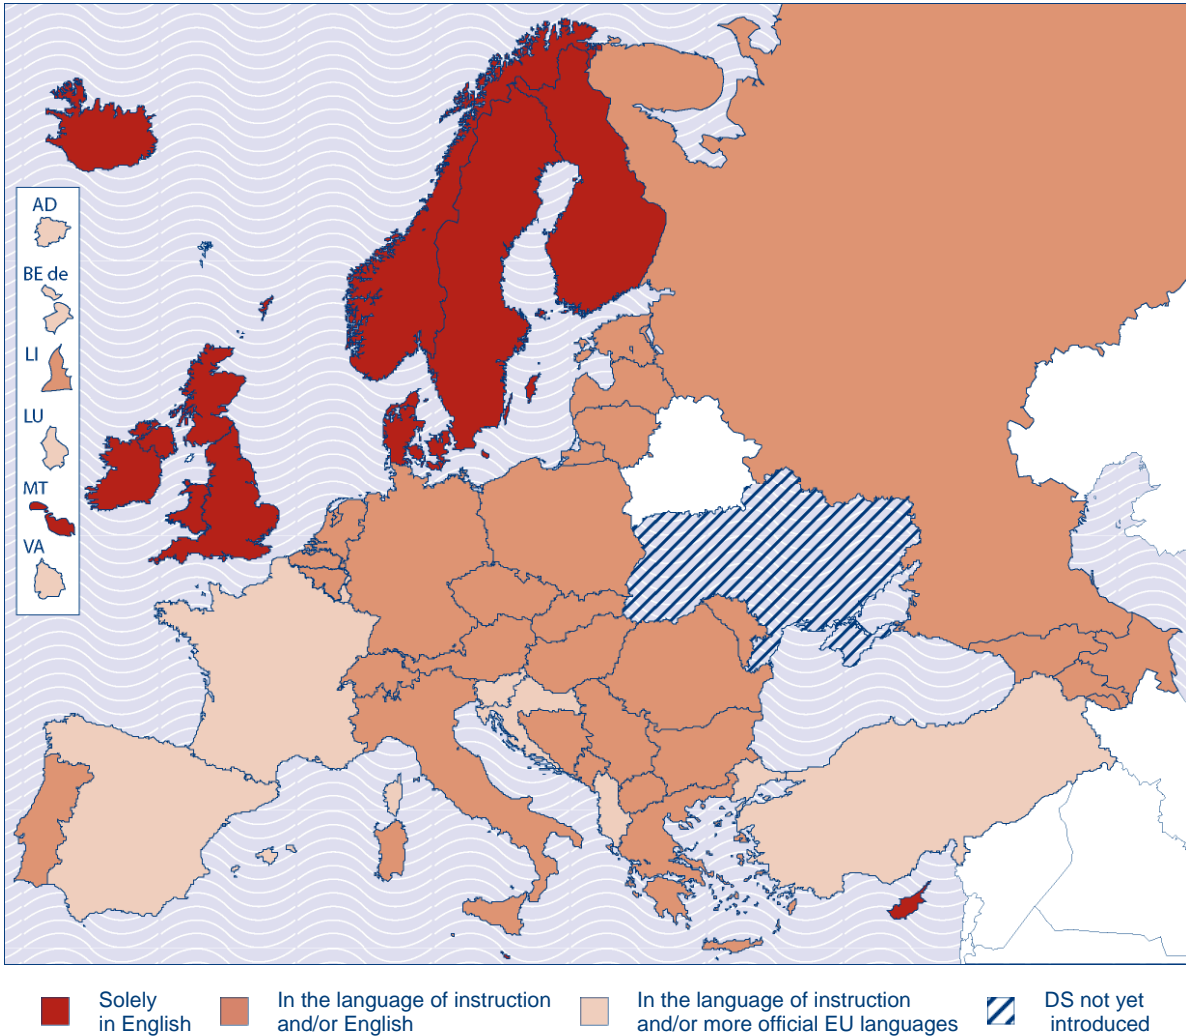 AD
BE de
LI
LU
MT
VA
Solely
in English
In the language of instruction
and/or English
In the language of instruction
and/or more official EU languages
DS not yet
introduced